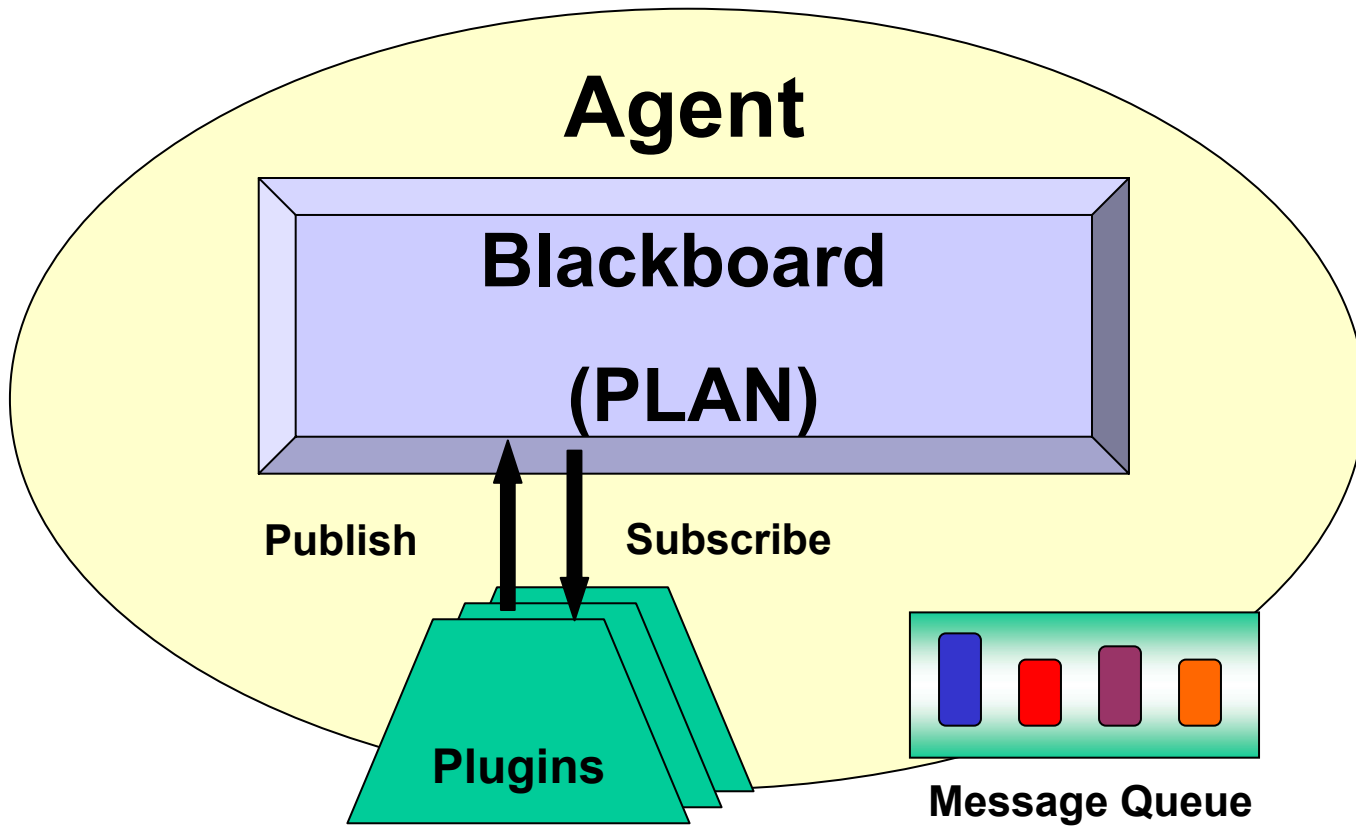 Agent
Blackboard
(PLAN)
Publish
Subscribe
Plugins
Message Queue